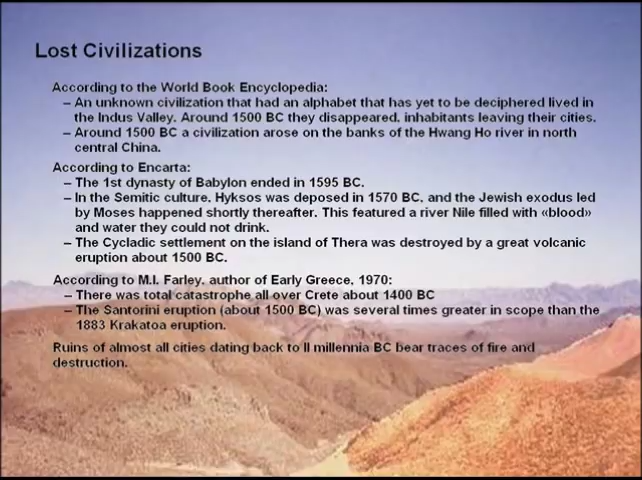 Lost Civilizations
According to the World Book Encyclopedia:
– An unknown civilization that had an alphabet that has yet to be deciphered lived in
the Indus Valley. Around 1500 BC they disappeared, inhabitants leaving their cities.
– Around 1500 BC a civilization arose on the banks of the Hwang Ho river in north
central China.
According to Encarta:
– The 1st dynasty of Babylon ended in 1595 BC.
– In the Semitic culture, Hyksos was deposed in 1570 BC, and the Jewish exodus led
by Moses happened shortly thereafter. This featured a river Nile filled with «blood»
and water they could not drink.
– The Cycladic settlement on the island of Thera was destroyed by a great volcanic
eruption about 1500 BC.
According to M.I. Farley, author of Early Greece, 1970:
– There was total catastrophe all over Crete about 1400 BC
– The Santorini eruption (about 1500 BC) was several times greater in scope than the
1883 Krakatoa eruption.
Ruins of almost all cities dating back to II millennia BC bear traces of fire and
destruction.